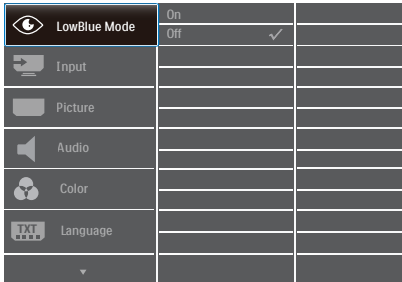 LowBlue Mode
On
Off
Input
Picture
Audio
Color
TXT
Language